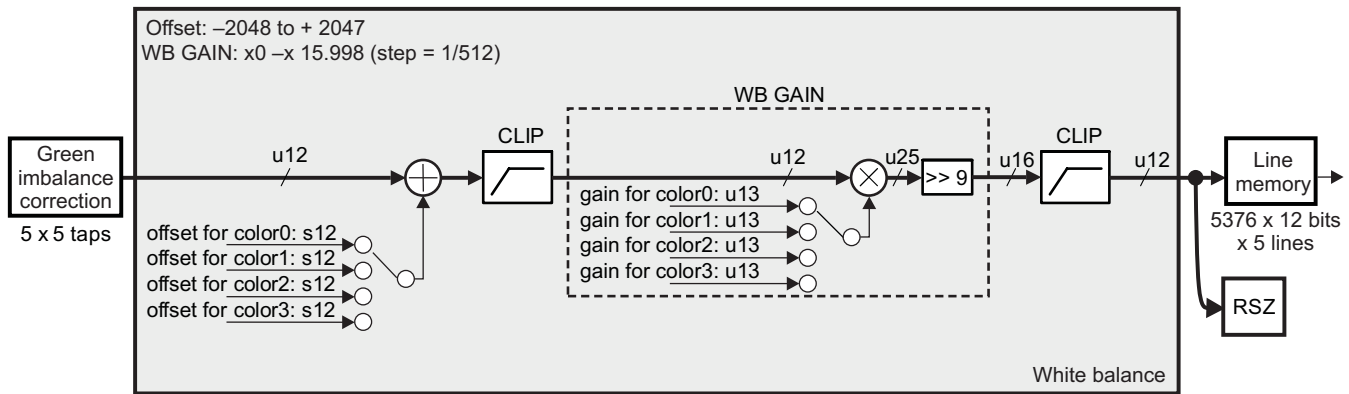 Offset: –2048 to + 2047
WB GAIN: x0 –x 15.998 (step = 1/512)
Green
imbalance
correction
5 x 5 taps
u12
offset for color0: s12
offset for color1: s12
offset for color2: s12
offset for color3: s12
CLIP
WB GAIN
u12
gain for color0: u13
gain for color1: u13
gain for color2: u13
gain for color3: u13
u25
>> 9
u16
CLIP
u12
Line
memory
5376 x 12 bits
x 5 lines
RSZ
White balance